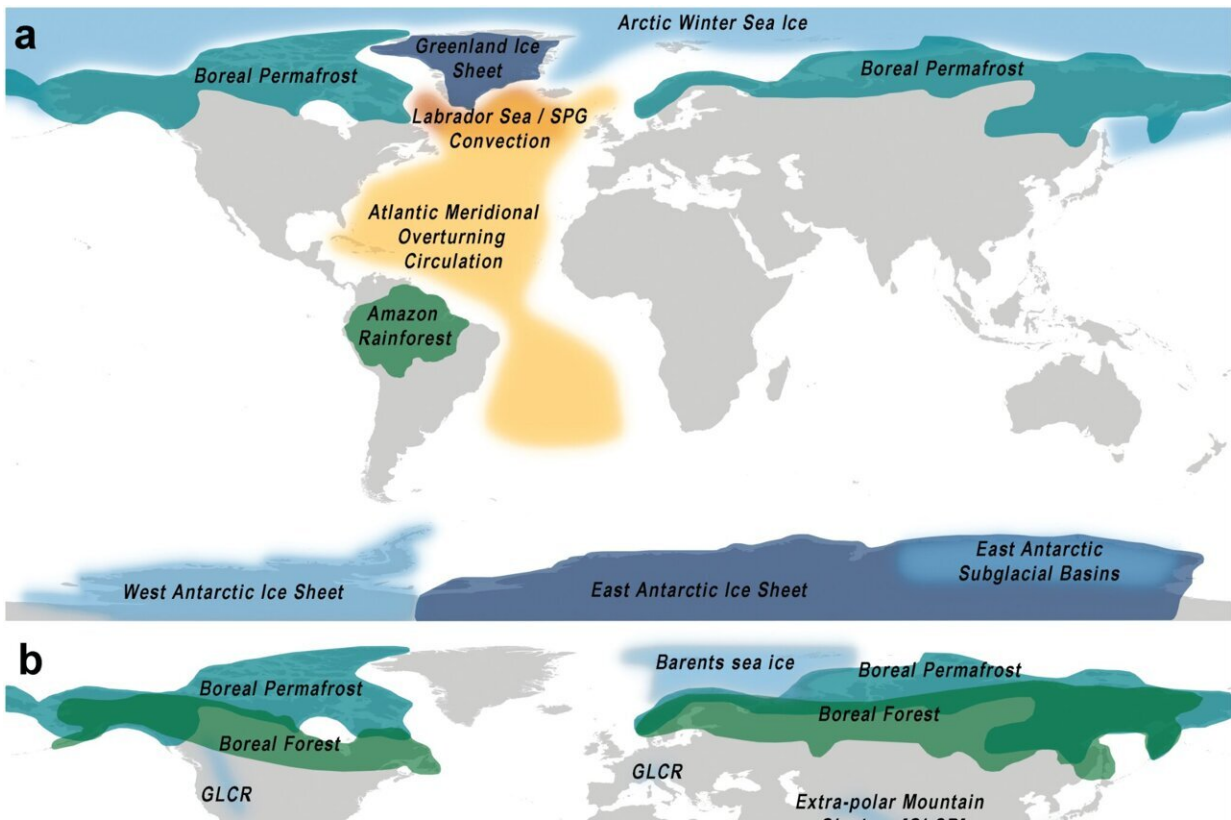 a
Arctic Winter Sea Ice
Greenland Ice
Sheet
Boreal Permafrost
Boreal Permafrost
Labrador Sea / SPG
Convection
Atlantic Meridional
Overturning
Circulation
Amazon
Rainforest
East Antarctic
Subglacial Basins
West Antarctic Ice Sheet
East Antarctic Ice Sheet
b
Barents sea ice
Boreal Permafrost
Boreal Permafrost
Boreal Forest
Boreal Forest
GLCR
GLCR
Extra-polar Mountain